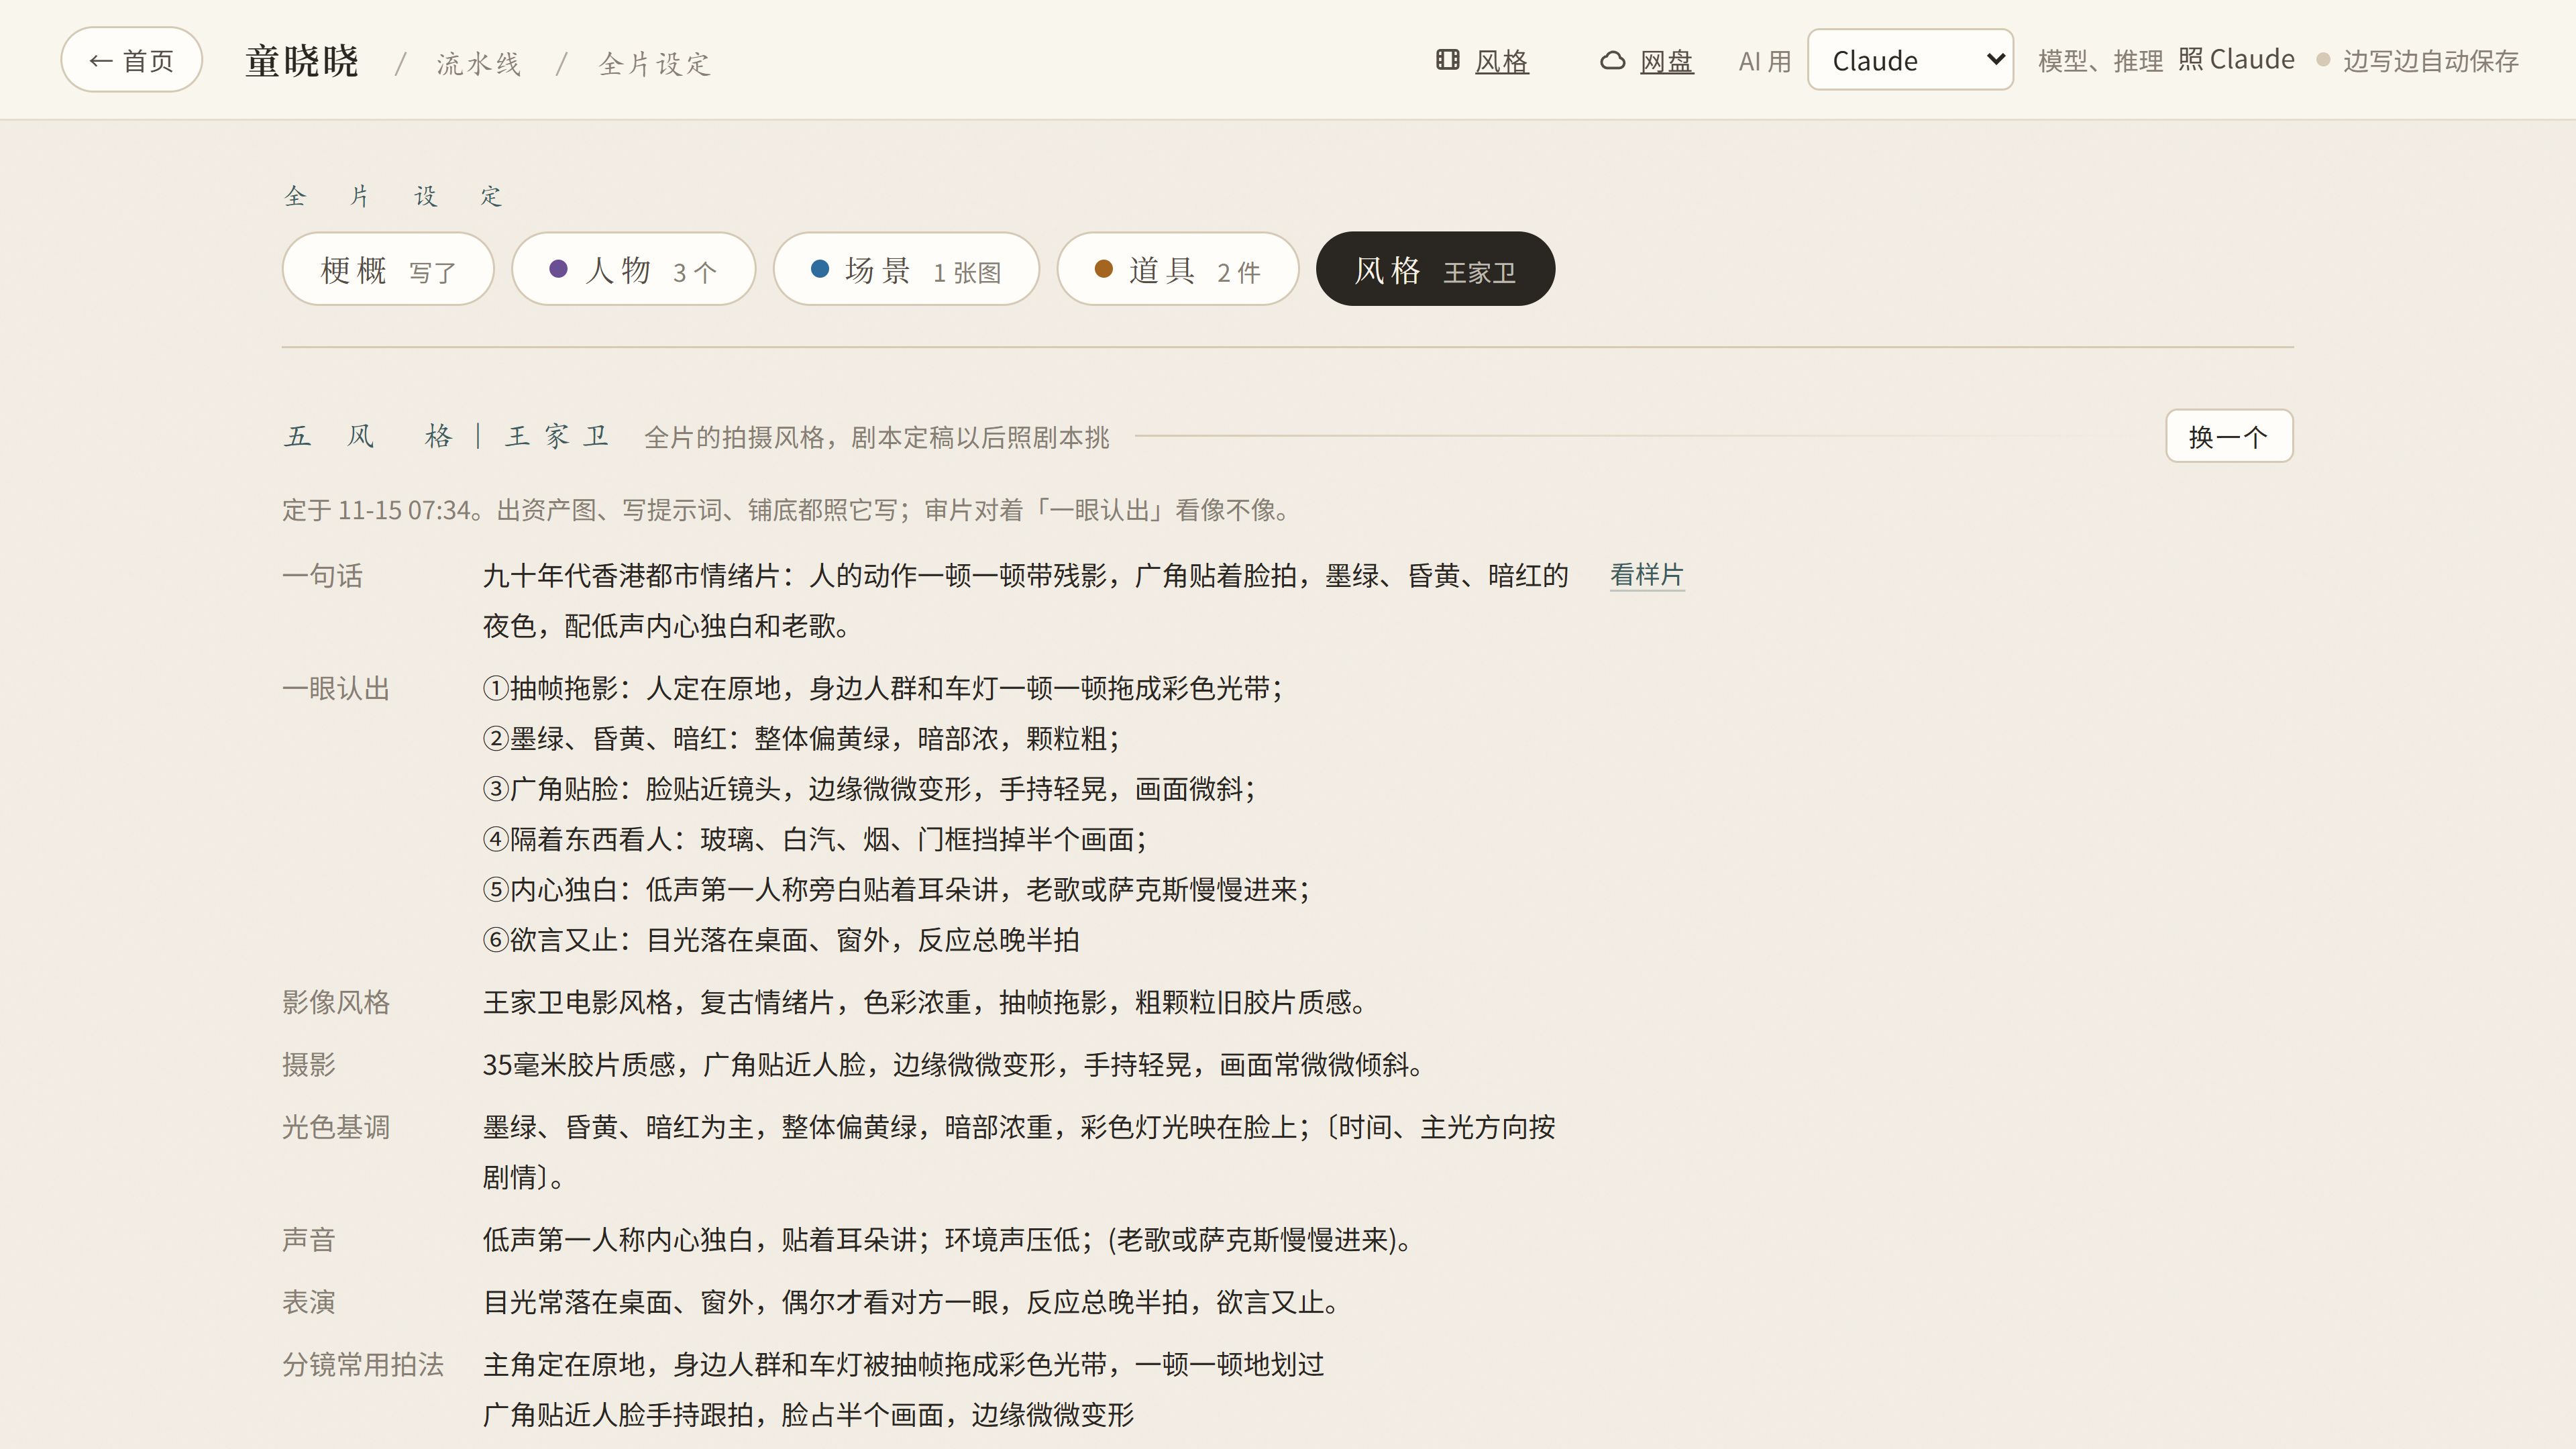 ← 首页 童晓晓 / 流水线 / 全片设定 风格 网盘 AI 用 Claude 模型、推理 照 Claude 边写边自动保存
全片设定
梗概 写了 人物 3 个 场景 1 张图 道具 2 件 风格 王家卫
五 风 格｜王家卫 全片的拍摄风格，剧本定稿以后照剧本挑 换一个
定于 11-15 07:34。出资产图、写提示词、铺底都照它写；审片对着「一眼认出」看像不像。
一句话 九十年代香港都市情绪片：人的动作一顿一顿带残影，广角贴着脸拍，墨绿、昏黄、暗红的 看样片
夜色，配低声内心独白和老歌。
一眼认出 ①抽帧拖影：人定在原地，身边人群和车灯一顿一顿拖成彩色光带；
②墨绿、昏黄、暗红：整体偏黄绿，暗部浓，颗粒粗；
③广角贴脸：脸贴近镜头，边缘微微变形，手持轻晃，画面微斜；
④隔着东西看人：玻璃、白汽、烟、门框挡掉半个画面；
⑤内心独白：低声第一人称旁白贴着耳朵讲，老歌或萨克斯慢慢进来；
⑥欲言又止：目光落在桌面、窗外，反应总晚半拍
影像风格 王家卫电影风格，复古情绪片，色彩浓重，抽帧拖影，粗颗粒旧胶片质感。
摄影 35毫米胶片质感，广角贴近人脸，边缘微微变形，手持轻晃，画面常微微倾斜。
光色基调 墨绿、昏黄、暗红为主，整体偏黄绿，暗部浓重，彩色灯光映在脸上；〔时间、主光方向按
剧情〕。
声音 低声第一人称内心独白，贴着耳朵讲；环境声压低；(老歌或萨克斯慢慢进来)。
表演 目光常落在桌面、窗外，偶尔才看对方一眼，反应总晚半拍，欲言又止。
分镜常用拍法 主角定在原地，身边人群和车灯被抽帧拖成彩色光带，一顿一顿地划过
广角贴近人脸手持跟拍，脸占半个画面，边缘微微变形